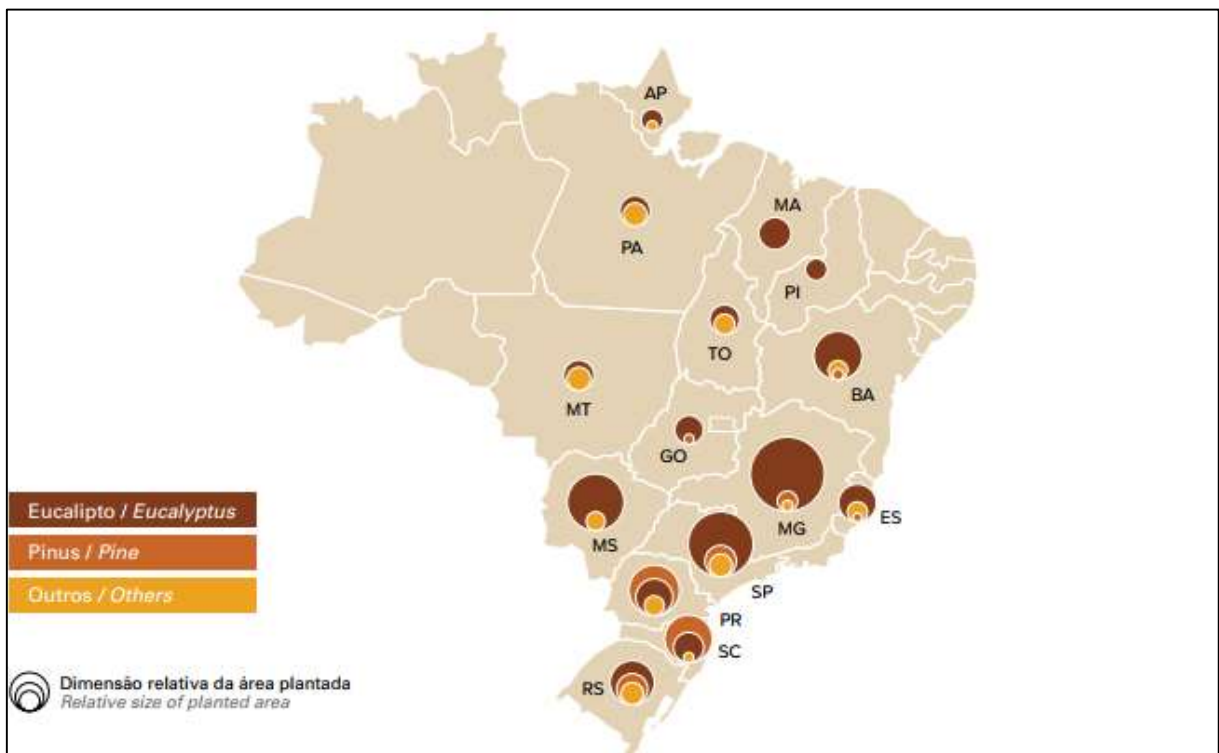 AP
MA
PA
PI
TO
BA
MT
GO
Eucalipto / Eucalyptus
ES
MG
MS
Pinus / Pine
SP
Outros / Others
PR
SC
Dimensão relativa da área plantada
RS
Relative size of planted area